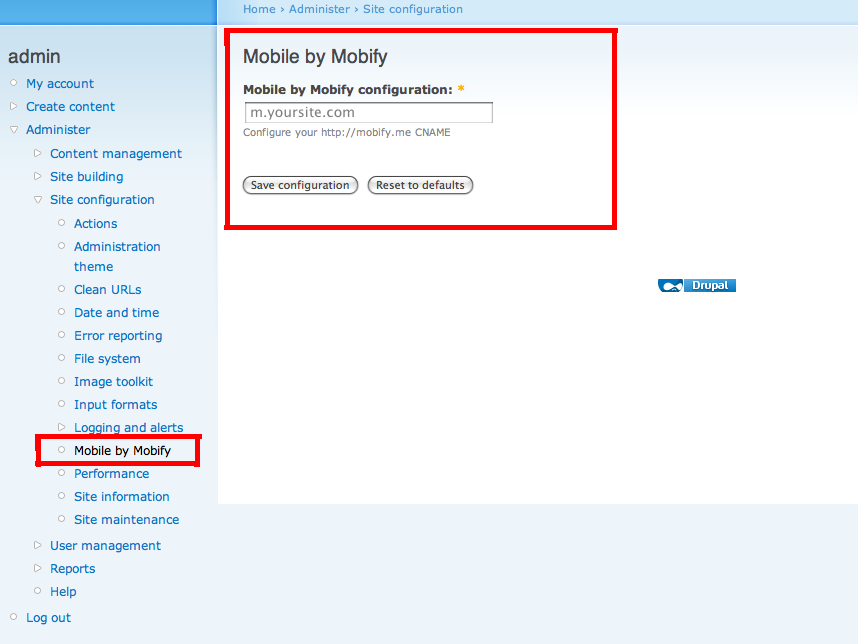 Home › Administer › Site configuration
admin
My account
Create content
Administer
Content management
Site building
Site configuration
Actions
Administration
theme
Clean URLs
Date and time
Error reporting
File system
Image toolkit
Input formats
Logging and alerts
Mobile by Mobify
Performance
Site information
Site maintenance
User management
Reports
Help
Log out
Mobile by Mobify
Mobile by Mobify configuration: *
m.yoursite.com
Configure your http://mobify.me CNAME
Save configuration Reset to defaults
Drupal